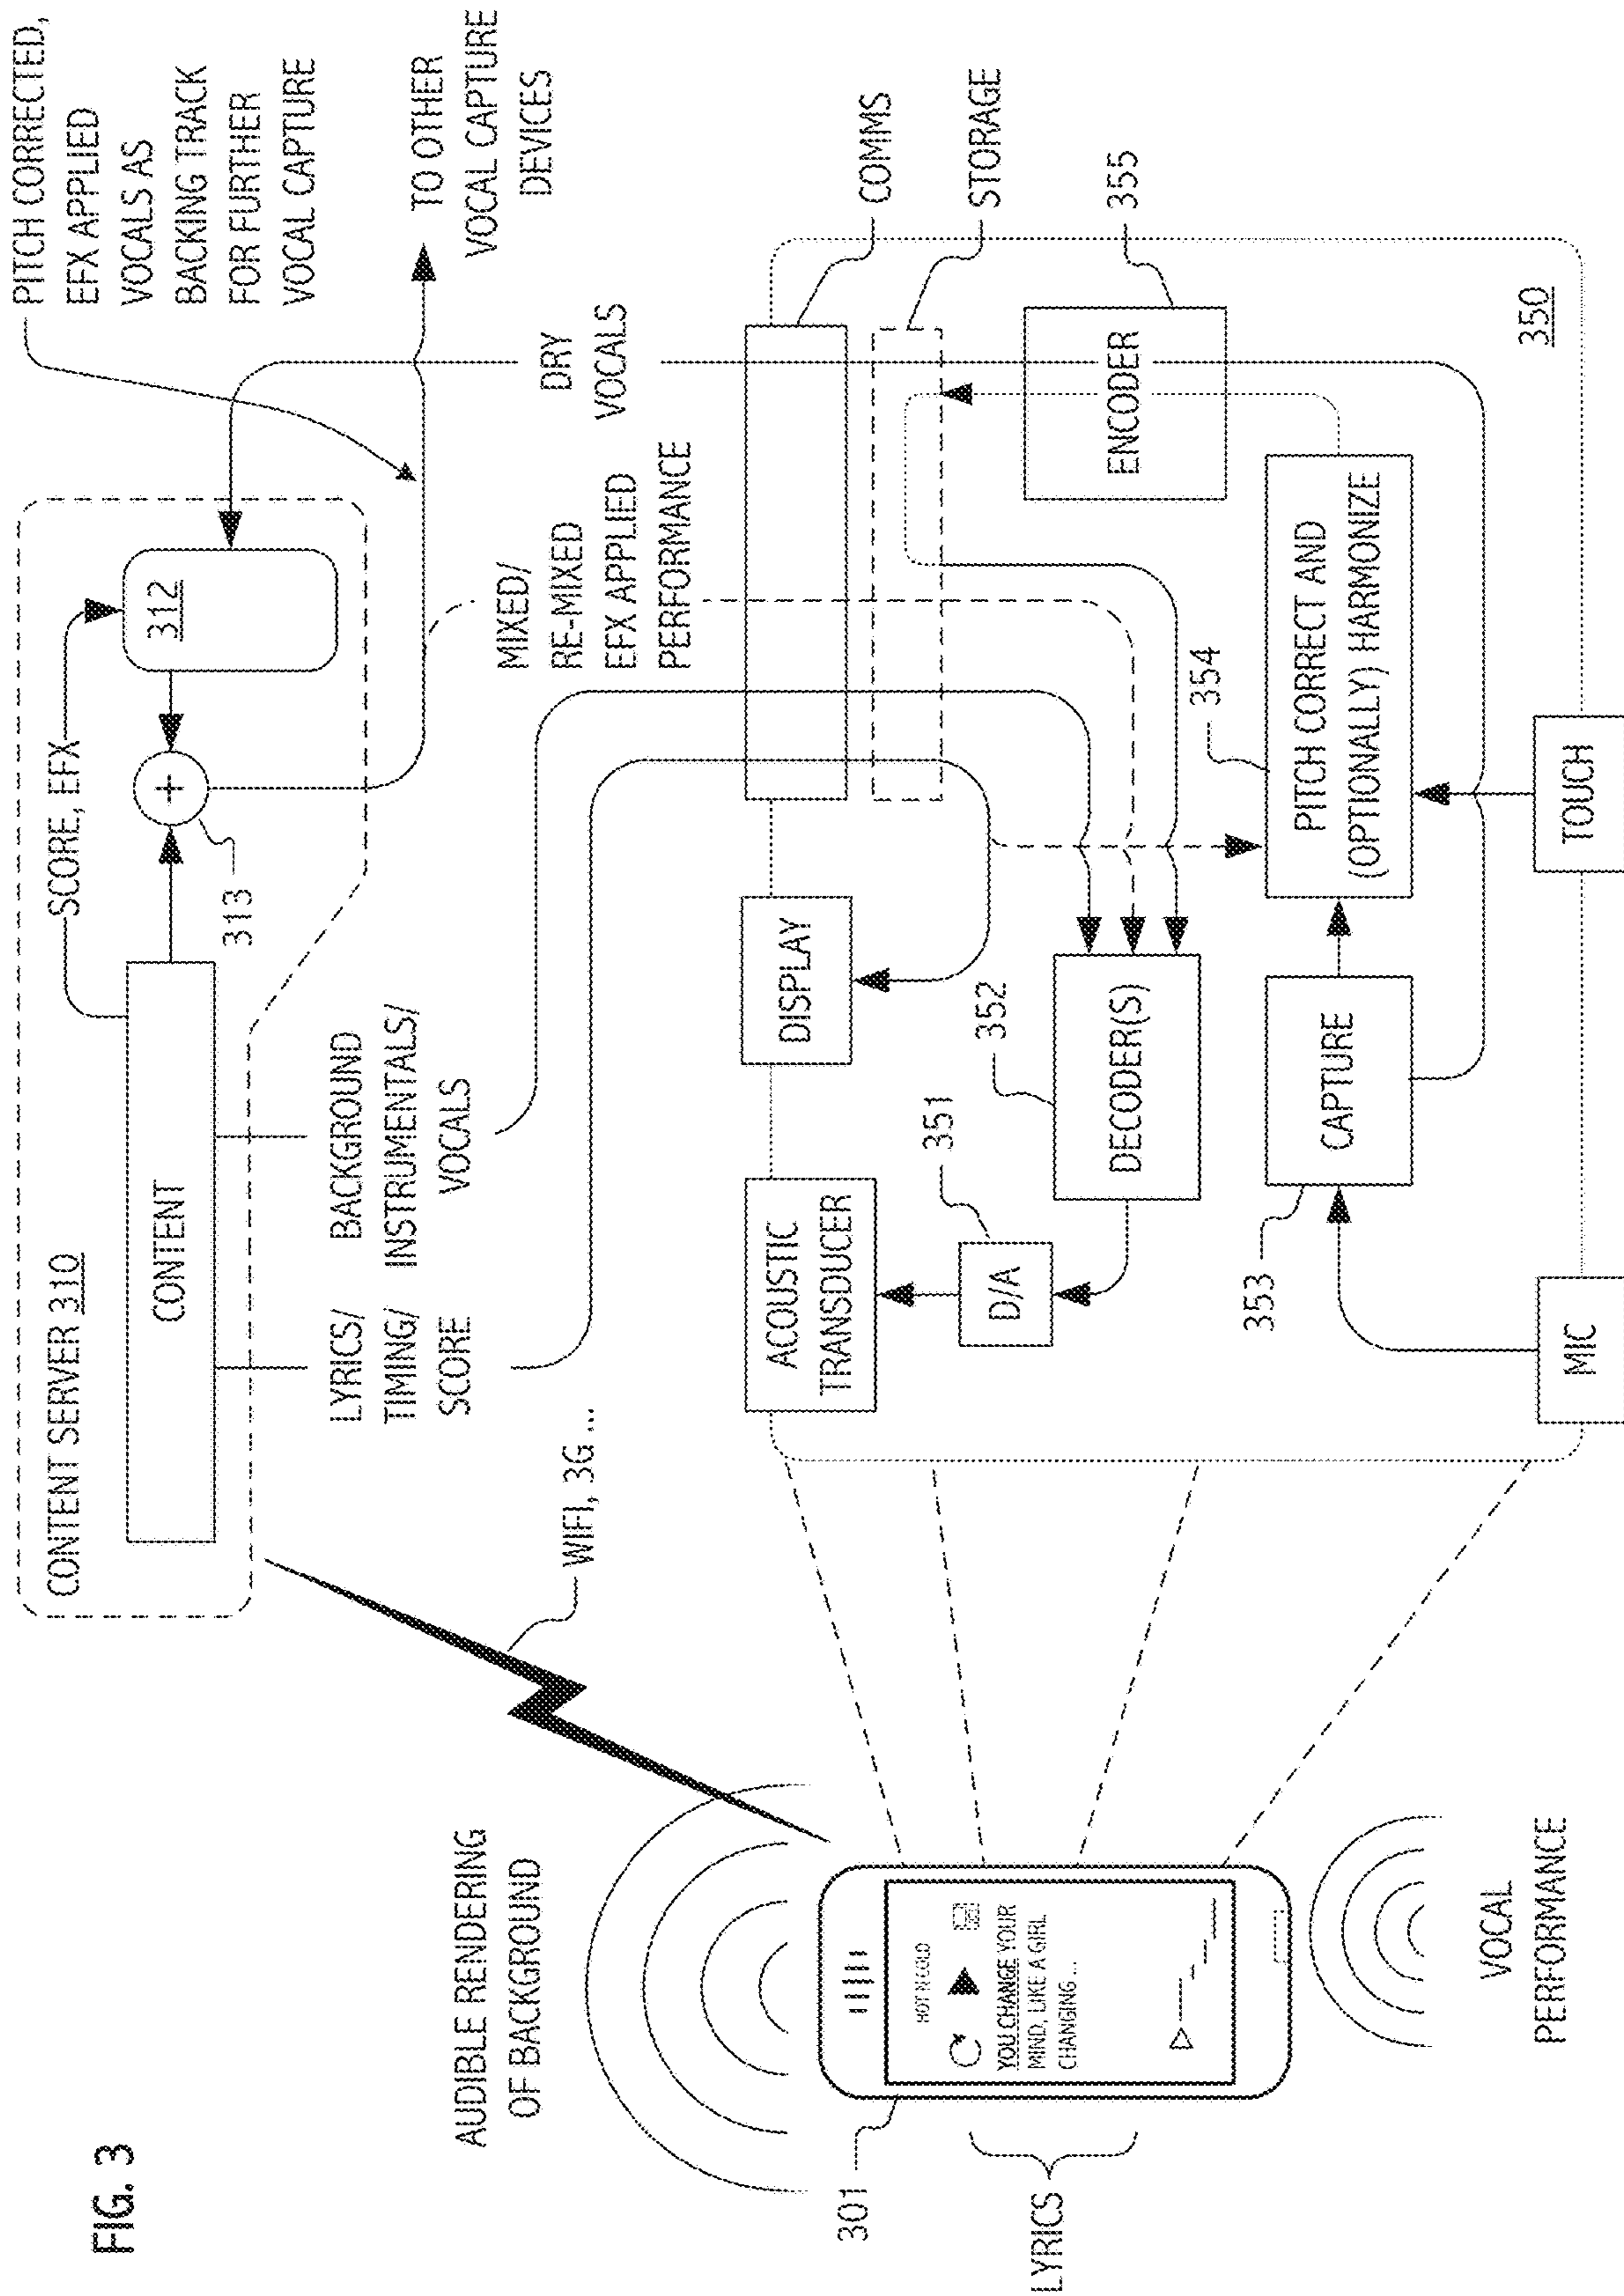 FIG. 3
CONTENT SERVER 310
CONTENT
SCORE, EFX
312
313
PITCH CORRECTED,
EFX APPLIED
VOCALS AS
BACKING TRACK
FOR FURTHER
VOCAL CAPTURE
TO OTHER
VOCAL CAPTURE
DEVICES
LYRICS/
TIMING/
SCORE
BACKGROUND
INSTRUMENTALS/
VOCALS
MIXED/
RE-MIXED
EFX APPLIED
PERFORMANCE
DRY
VOCALS
WIFI, 3G ...
AUDIBLE RENDERING
OF BACKGROUND
301
LYRICS
HOT N COLD
YOU CHANGE YOUR
MIND, LIKE A GIRL
CHANGING ...
VOCAL
PERFORMANCE
ACOUSTIC
TRANSDUCER
DISPLAY
COMMS
STORAGE
355
D/A
351
352
DECODER(S)
354
ENCODER
350
353
CAPTURE
PITCH CORRECT AND
(OPTIONALLY) HARMONIZE
MIC
TOUCH